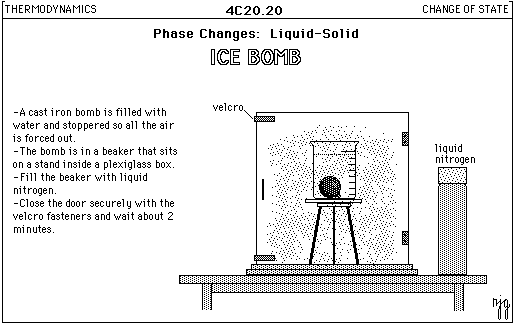 THERMODYNAMICS
4C20.20
CHANGE OF STATE
Phase Changes: Liquid-Solid
ICE BOMB
velcro
-A cast iron bomb is filled with
water and stoppered so all the air
is forced out.
-The bomb is in a beaker that sits
on a stand inside a plexiglass box.
-Fill the beaker with liquid
nitrogen.
-Close the door securely with the
velcro fasteners and wait about 2
minutes.
liquid
nitrogen
njg